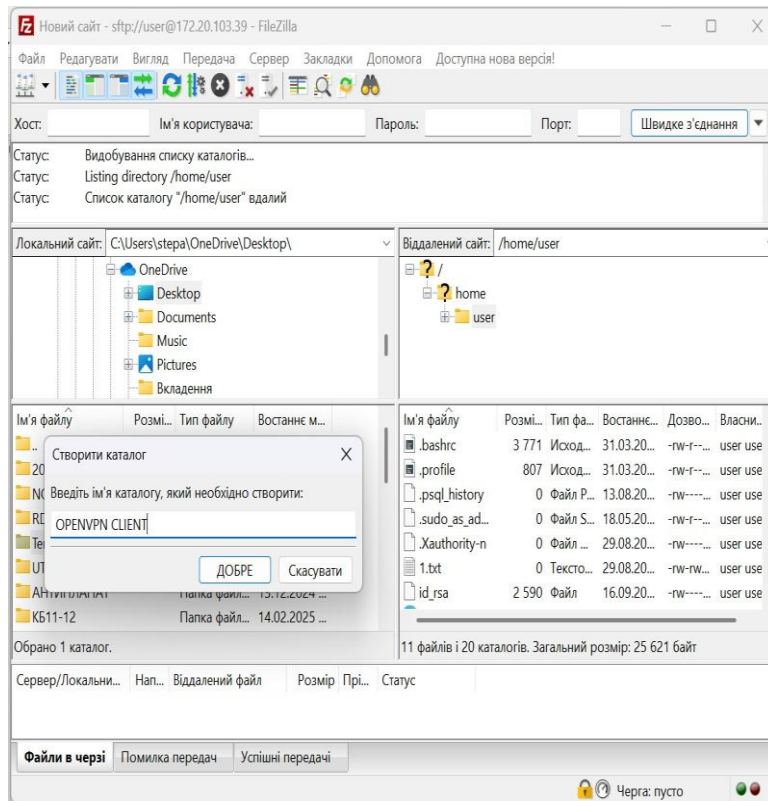 Новий сайт - sftp://user@172.20.103.39 - FileZilla
Файл Редагувати Вигляд Передача Сервер Закладки Допомога Доступна нова версія!
Хост: Ім'я користувача: Пароль: Порт: Швидке з'єднання
Статус: Видобування списку каталогів...
Статус: Listing directory /home/user
Статус: Список каталогу "/home/user" вдалий
Локальний сайт: C:\Users\stepa\OneDrive\Desktop\
OneDrive
Desktop
Documents
Music
Pictures
Вкладення
Віддалений сайт: /home/user
/
home
user
Ім'я файлу Розмі... Тип файлу Востаннє м...
..
20
Створити каталог
Введіть ім'я каталогу, який необхідно створити:
OPENVPN CLIENT
ДОБРЕ Скасувати
Папка файл... 13.12.2024 ...
КБ11-12 Папка файл... 14.02.2025 ...
Обрано 1 каталог.
Ім'я файлу Розмі... Тип фа... Востаннє... Дозво... Власни..
.bashrc 3 771 Исход... 31.03.20... -rw-r--... user use
.profile 807 Исход... 31.03.20... -rw-r--... user use
.psql_history 0 Файл P... 13.08.20... -rw----... user use
.sudo_as_ad... 0 Файл S... 18.05.20... -rw-r--... user use
.Xauthority-n 0 Файл ... 29.08.20... -rw----... user use
1.txt 0 Тексто... 29.08.20... -rw-rw... user use
id_rsa 2 590 Файл 16.09.20... -rw----... user use
11 файлів і 20 каталогів. Загальний розмір: 25 621 байт
Сервер/Локальни... Нап... Віддалений файл Розмір Прі... Статус
Файли в черзі Помилка передач Успішні передачі
Черга: пусто